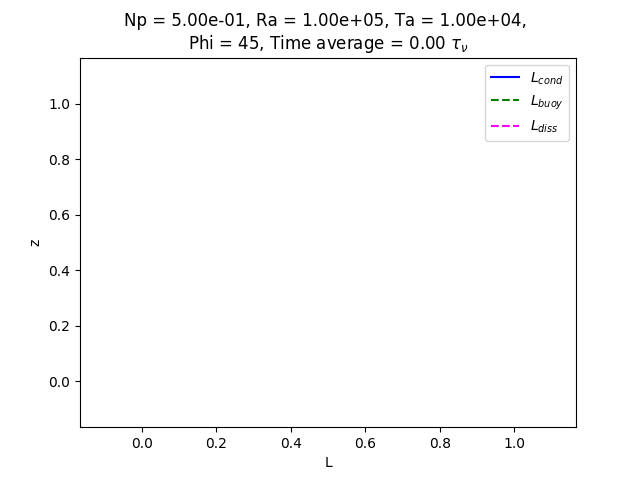 Np = 5.00e-01, Ra = 1.00e+05, Ta = 1.00e+04,
Phi = 45, Time average = 0.00 τν
L_cond
L_buoy
L_diss
1.0
0.8
0.6
0.4
0.2
0.0
z
0.0 0.2 0.4 0.6 0.8 1.0
L